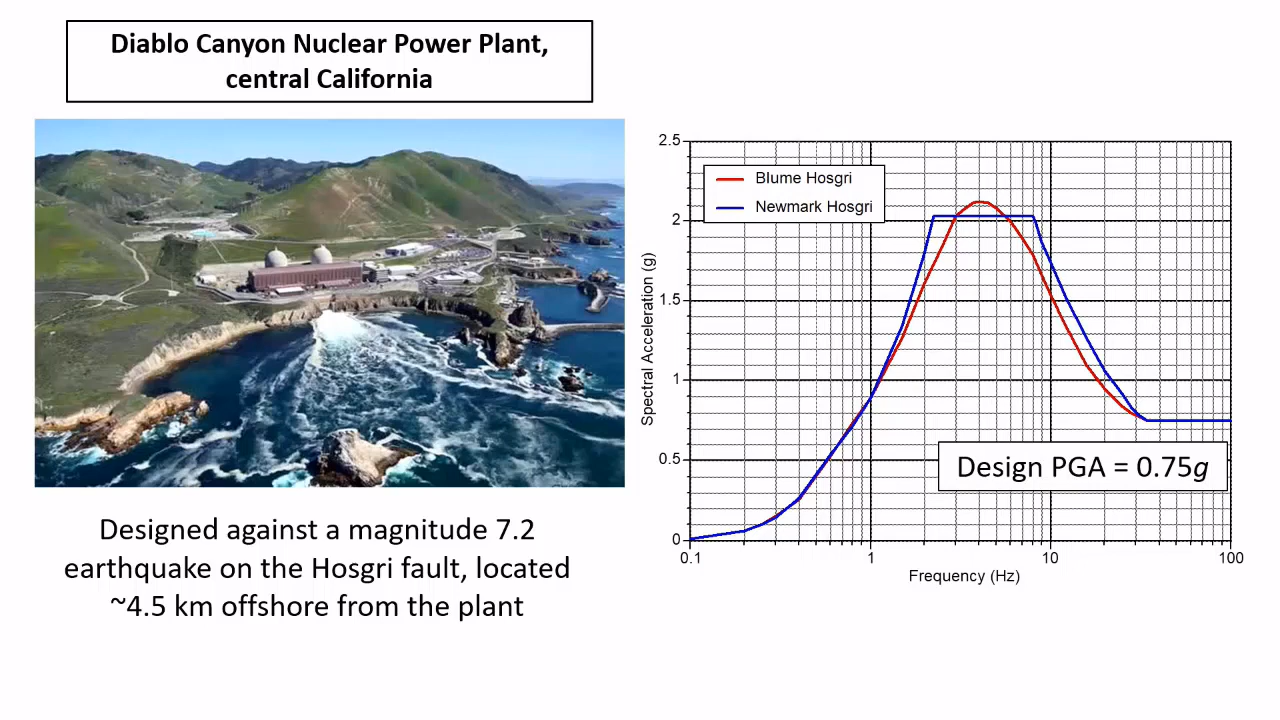 Diablo Canyon Nuclear Power Plant,
central California
Designed against a magnitude 7.2
earthquake on the Hosgri fault, located
~4.5 km offshore from the plant
2.5
2
1.5
1
0.5
0
Spectral Acceleration (g)
Blume Hosgri
Newmark Hosgri
Design PGA = 0.75g
0.1
1
10
100
Frequency (Hz)